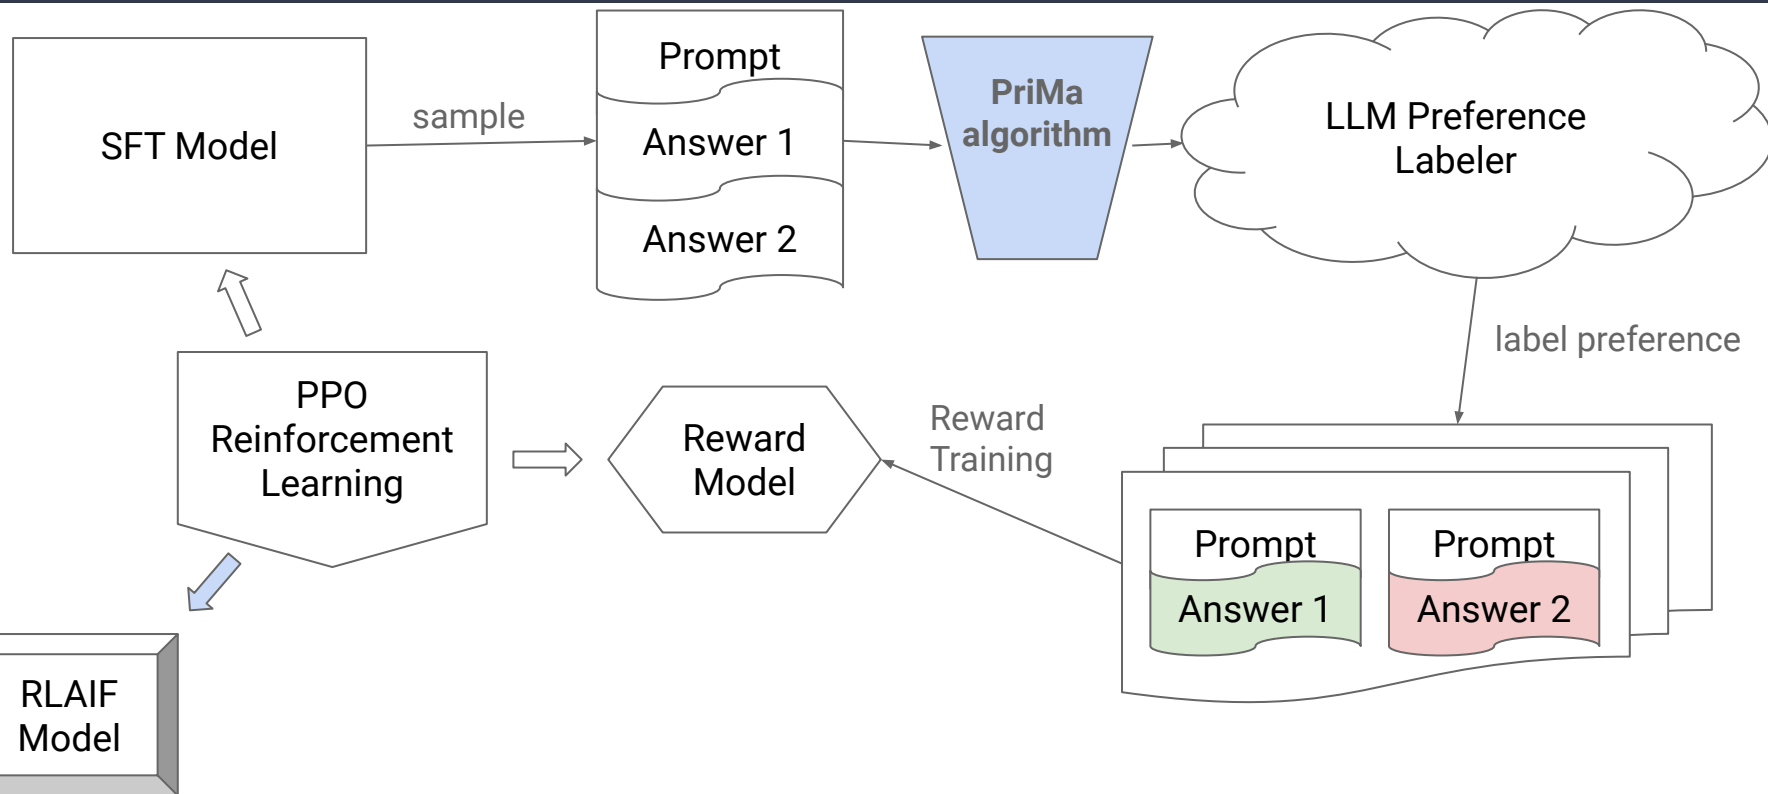 SFT Model
sample
Prompt
Answer 1
Answer 2
PriMa
algorithm
LLM Preference
Labeler
label preference
PPO
Reinforcement
Learning
Reward
Model
Reward
Training
Prompt
Answer 1
Prompt
Answer 2
RLAIF
Model